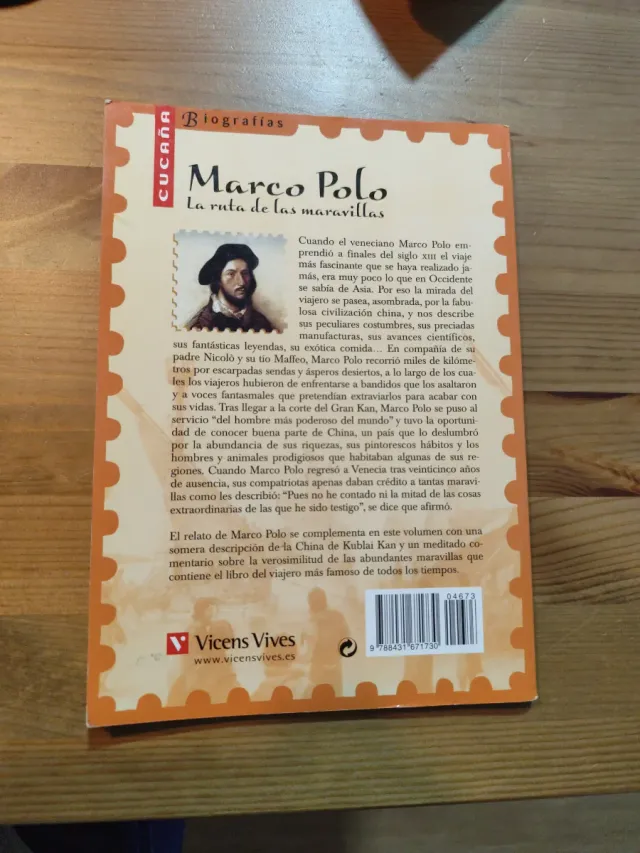 CUCAÑA
Biografías
Marco Polo
La ruta de las maravillas
Cuando el veneciano Marco Polo em-
prendió a finales del siglo XIII el viaje
más fascinante que se haya realizado ja-
más, era muy poco lo que en Occidente
se sabía de Asia. Por eso la mirada del
viajero se pasea, asombrada, por la fabu-
losa civilización china, y nos describe
sus peculiares costumbres, sus preciadas
manufacturas, sus avances científicos,
sus fantásticas leyendas, su exótica comida… En compañía de su
padre Nicolò y su tío Maffeo, Marco Polo recorrió miles de kilóme-
tros por escarpadas sendas y ásperos desiertos, a lo largo de los cua-
les los viajeros hubieron de enfrentarse a bandidos que los asaltaron
y a voces fantasmales que pretendían extraviarlos para acabar con
sus vidas. Tras llegar a la corte del Gran Kan, Marco Polo se puso al
servicio “del hombre más poderoso del mundo” y tuvo la oportuni-
dad de conocer buena parte de China, un país que lo deslumbró
por la abundancia de sus riquezas, sus pintorescos hábitos y los
hombres y animales prodigiosos que habitaban algunas de sus re-
giones. Cuando Marco Polo regresó a Venecia tras veinticinco años
de ausencia, sus compatriotas apenas daban crédito a tantas maravi-
llas como les describió: “Pues no he contado ni la mitad de las cosas
extraordinarias de las que he sido testigo”, se dice que afirmó.
El relato de Marco Polo se complementa en este volumen con una
somera descripción de la China de Kublai Kan y un meditado co-
mentario sobre la verosimilitud de las abundantes maravillas que
contiene el libro del viajero más famoso de todos los tiempos.
Vicens Vives
www.vicensvives.es
04673
9 788431 671730